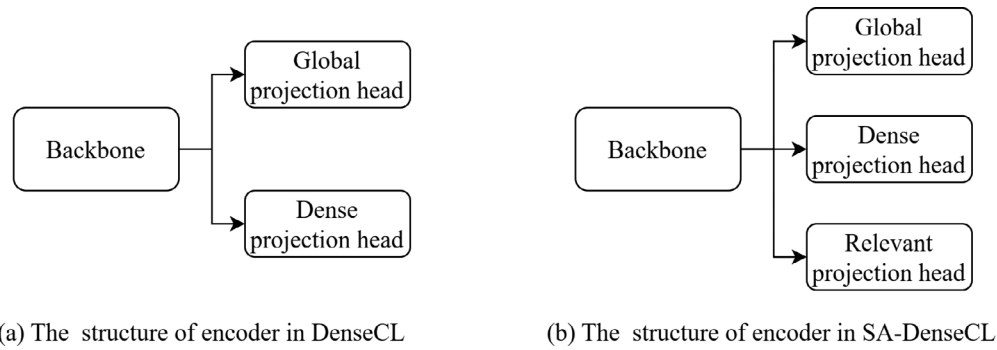 Backbone
Global
projection head
Dense
projection head
(a) The structure of encoder in DenseCL
Backbone
Global
projection head
Dense
projection head
Relevant
projection head
(b) The structure of encoder in SA-DenseCL